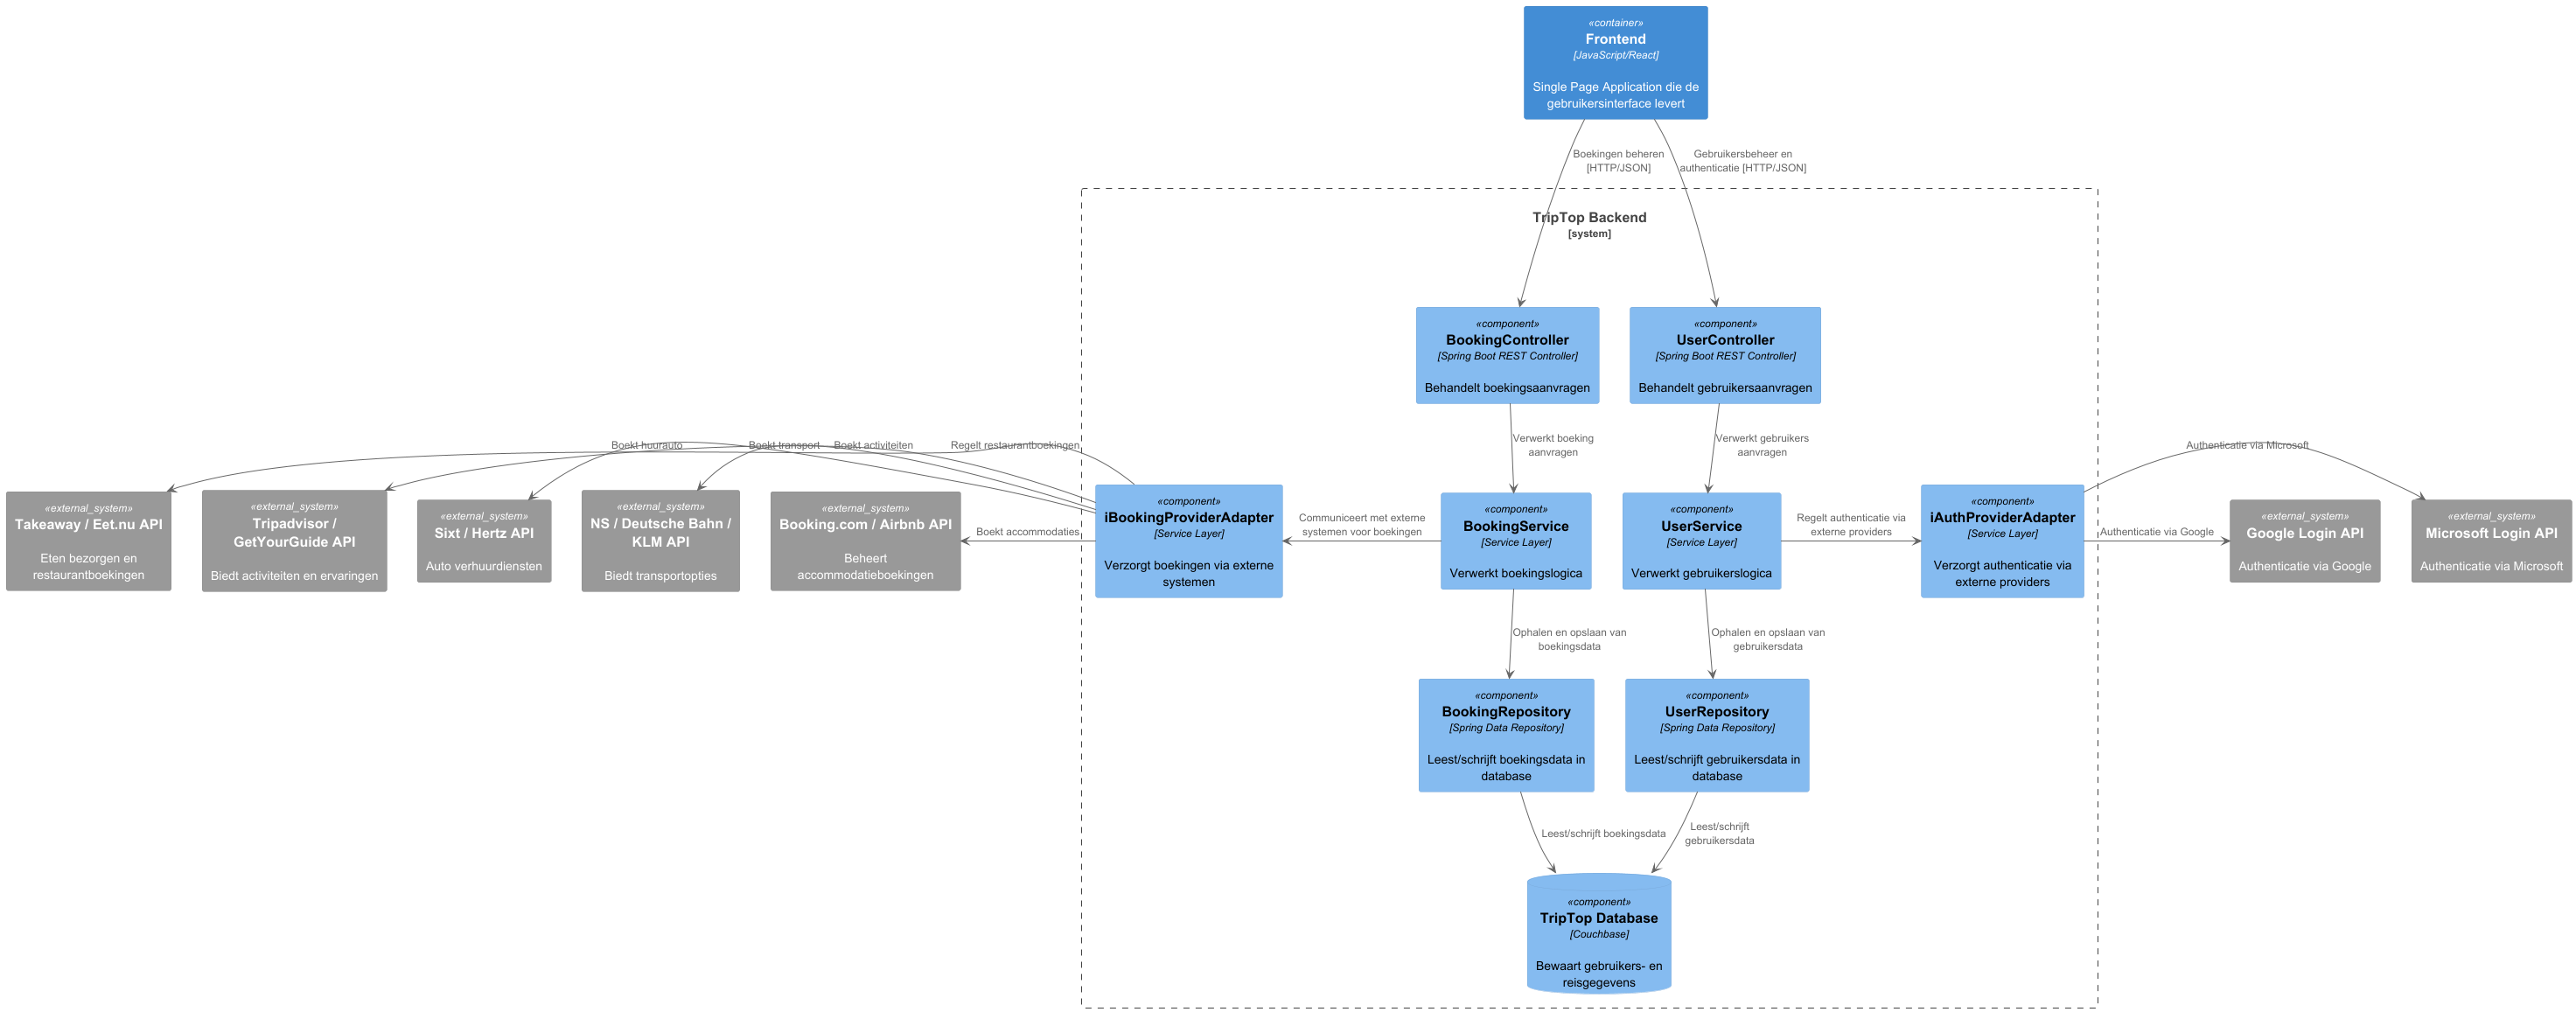 «container»
Frontend
[JavaScript/React]
Single Page Application die de
gebruikersinterface levert
Boekingen beheren
[HTTP/JSON]
Gebruikersbeheer en
authenticatie [HTTP/JSON]
TripTop Backend
[system]
«component»
BookingController
[Spring Boot REST Controller]
Behandelt boekingsaanvragen
«component»
UserController
[Spring Boot REST Controller]
Behandelt gebruikersaanvragen
Verwerkt boeking
aanvragen
Verwerkt gebruikers
aanvragen
Boekt huurauto
Boekt transport
Boekt activiteiten
Regelt restaurantboekingen
Authenticatie via Microsoft
«external_system»
Takeaway / Eet.nu API
Eten bezorgen en
restaurantboekingen
«external_system»
Tripadvisor /
GetYourGuide API
Biedt activiteiten en ervaringen
«external_system»
Sixt / Hertz API
Auto verhuurdiensten
«external_system»
NS / Deutsche Bahn /
KLM API
Biedt transportopties
«external_system»
Booking.com / Airbnb API
Beheert
accommodatieboekingen
Boekt accommodaties
«component»
iBookingProviderAdapter
[Service Layer]
Verzorgt boekingen via externe
systemen
Communiceert met externe
systemen voor boekingen
«component»
BookingService
[Service Layer]
Verwerkt boekingslogica
«component»
UserService
[Service Layer]
Verwerkt gebruikerslogica
Regelt authenticatie via
externe providers
«component»
iAuthProviderAdapter
[Service Layer]
Verzorgt authenticatie via
externe providers
Authenticatie via Google
«external_system»
Google Login API
Authenticatie via Google
«external_system»
Microsoft Login API
Authenticatie via Microsoft
Ophalen en opslaan van
boekingsdata
Ophalen en opslaan van
gebruikersdata
«component»
BookingRepository
[Spring Data Repository]
Leest/schrijft boekingsdata in
database
«component»
UserRepository
[Spring Data Repository]
Leest/schrijft gebruikersdata in
database
Leest/schrijft boekingsdata
Leest/schrijft
gebruikersdata
«component»
TripTop Database
[Couchbase]
Bewaart gebruikers- en
reisgegevens